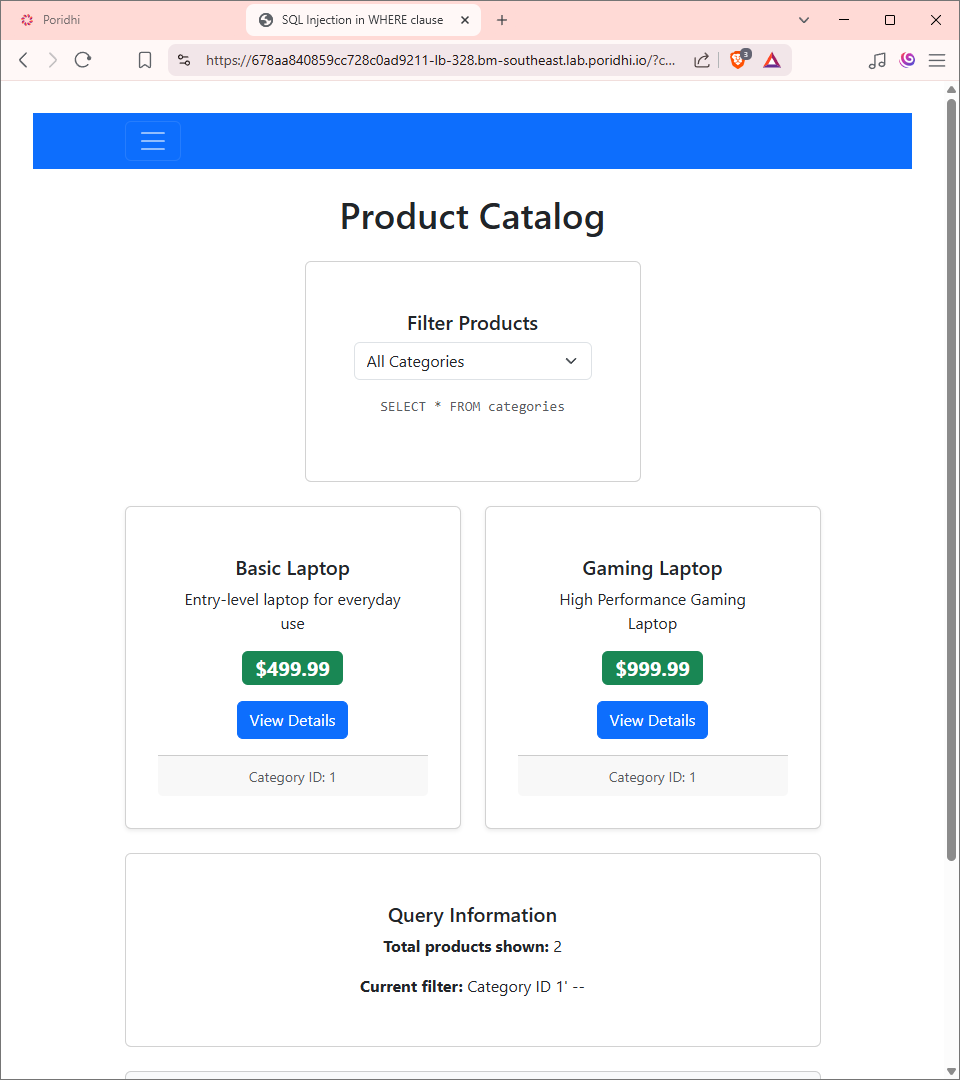 Poridhi
SQL Injection in WHERE clause
https://678aa840859cc728c0ad9211-lb-328.bm-southeast.lab.poridhi.io/?c...
3
Product Catalog
Filter Products
All Categories
SELECT * FROM categories
Basic Laptop
Entry-level laptop for everyday
use
$499.99
View Details
Category ID: 1
Gaming Laptop
High Performance Gaming
Laptop
$999.99
View Details
Category ID: 1
Query Information
Total products shown: 2
Current filter: Category ID 1' --